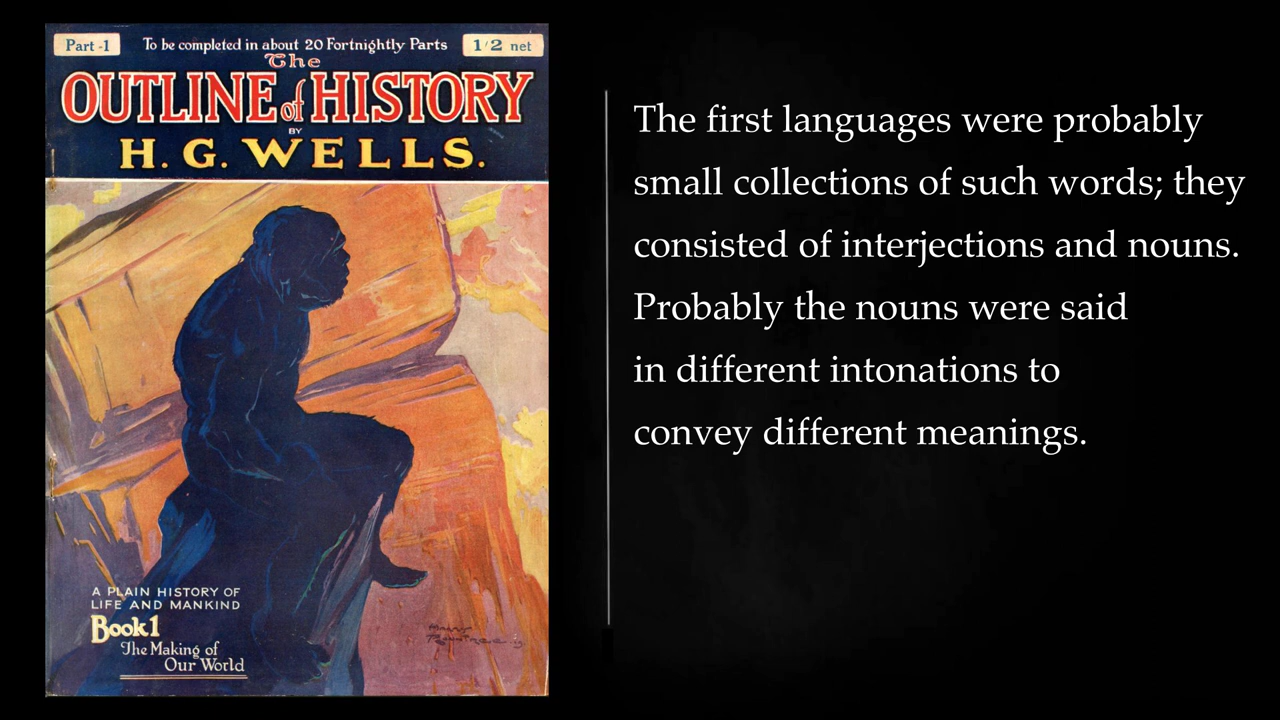 Part -1
To be completed in about 20 Fortnightly Parts
1/2 net
The
OUTLINE of HISTORY
BY
H. G. WELLS.
A PLAIN HISTORY OF
LIFE AND MANKIND
Book 1
The Making of
Our World
The first languages were probably
small collections of such words; they
consisted of interjections and nouns.
Probably the nouns were said
in different intonations to
convey different meanings.